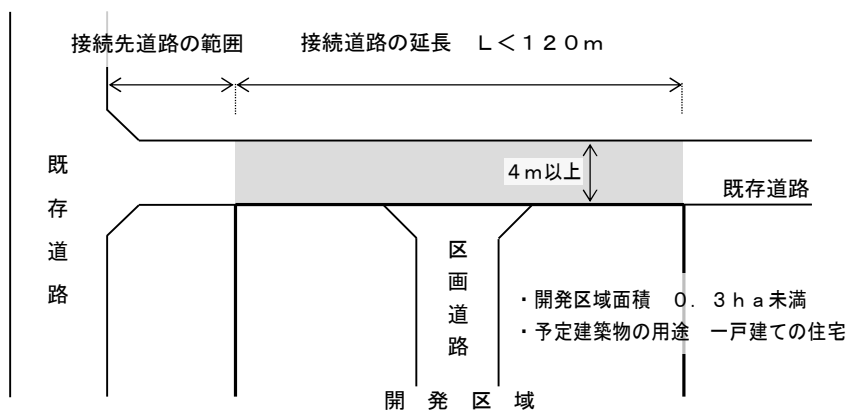 接続先道路の範囲
接続道路の延長　Ｌ＜１２０ｍ
既存道路
４ｍ以上
既存道路
区画道路
・開発区域面積　０．３ｈａ未満
・予定建築物の用途　一戸建ての住宅
開発区域